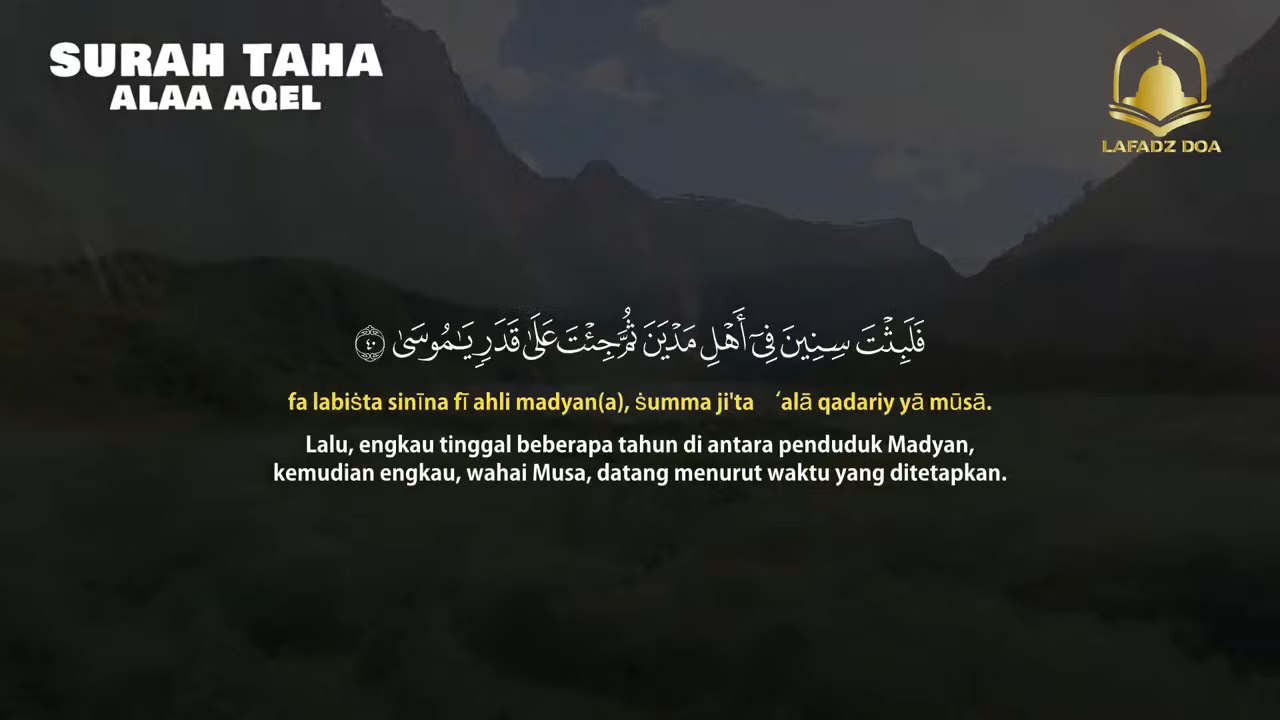 SURAH TAHA
ALAA AQEL
LAFADZ DOA
فَلَبِثْتَ سِنِينَ فِىٓ أَهْلِ مَدْيَنَ ثُمَّ جِئْتَ عَلَىٰ قَدَرٍ يَـٰمُوسَىٰ ٤٠
fa labiṡta sinīna fī ahli madyan(a), ṡumma ji'ta ‘alā qadariy yā mūsā.
Lalu, engkau tinggal beberapa tahun di antara penduduk Madyan,
kemudian engkau, wahai Musa, datang menurut waktu yang ditetapkan.